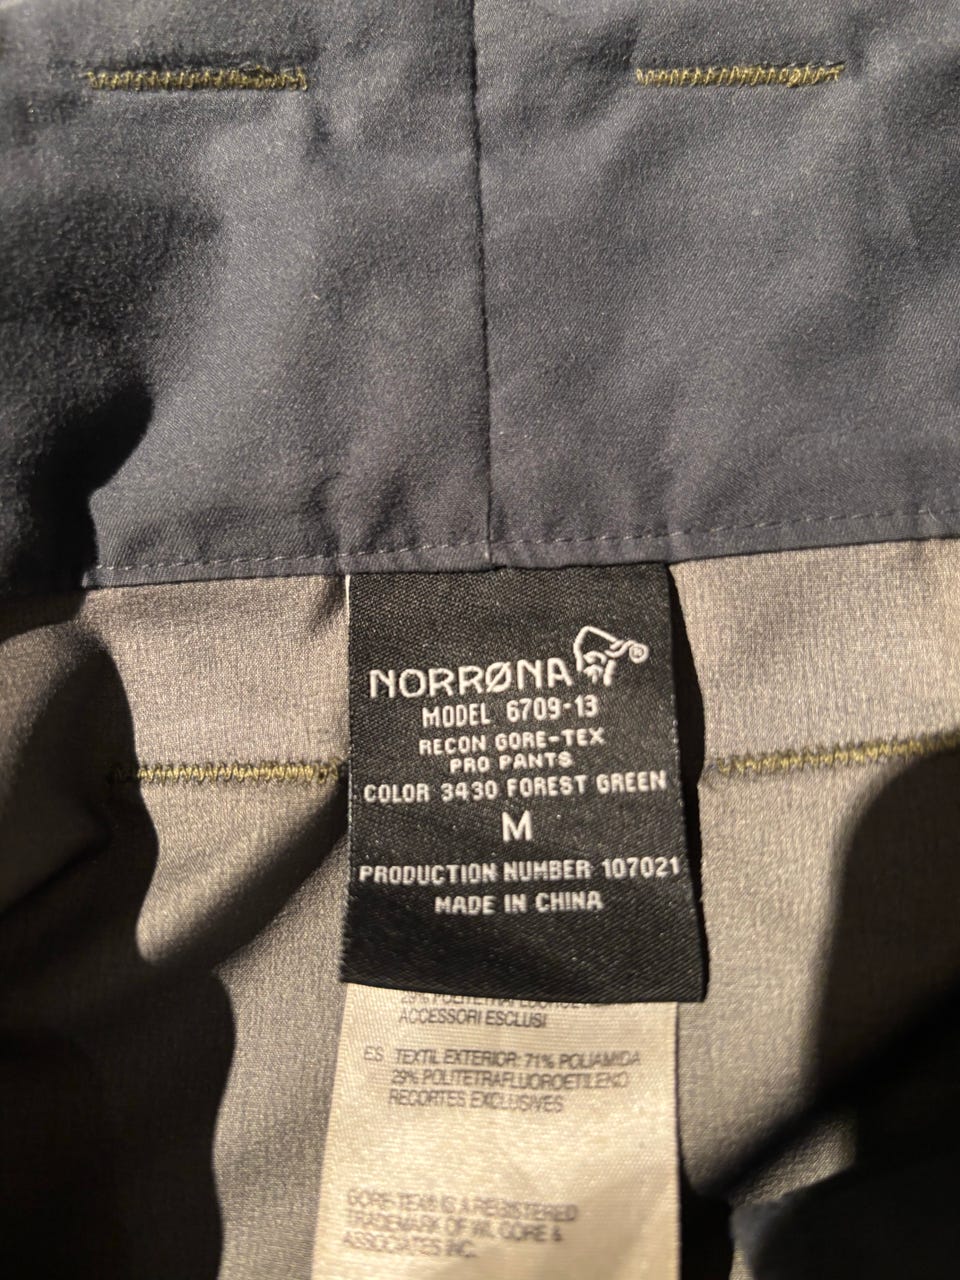 NORRØNA®
MODEL 6709-13
RECON GORE-TEX
PRO PANTS
COLOR 3430 FOREST GREEN
M
PRODUCTION NUMBER 107021
MADE IN CHINA
29% POLITETRAFLUOROETILENE
ACCESSORI ESCLUSI
ES TEXTIL EXTERIOR: 71% POLIAMIDA
29% POLITETRAFLUOROETILENO
RECORTES EXCLUSIVES
GORE-TEX® IS A REGISTERED
TRADEMARK OF W.L GORE &
ASSOCIATES INC.